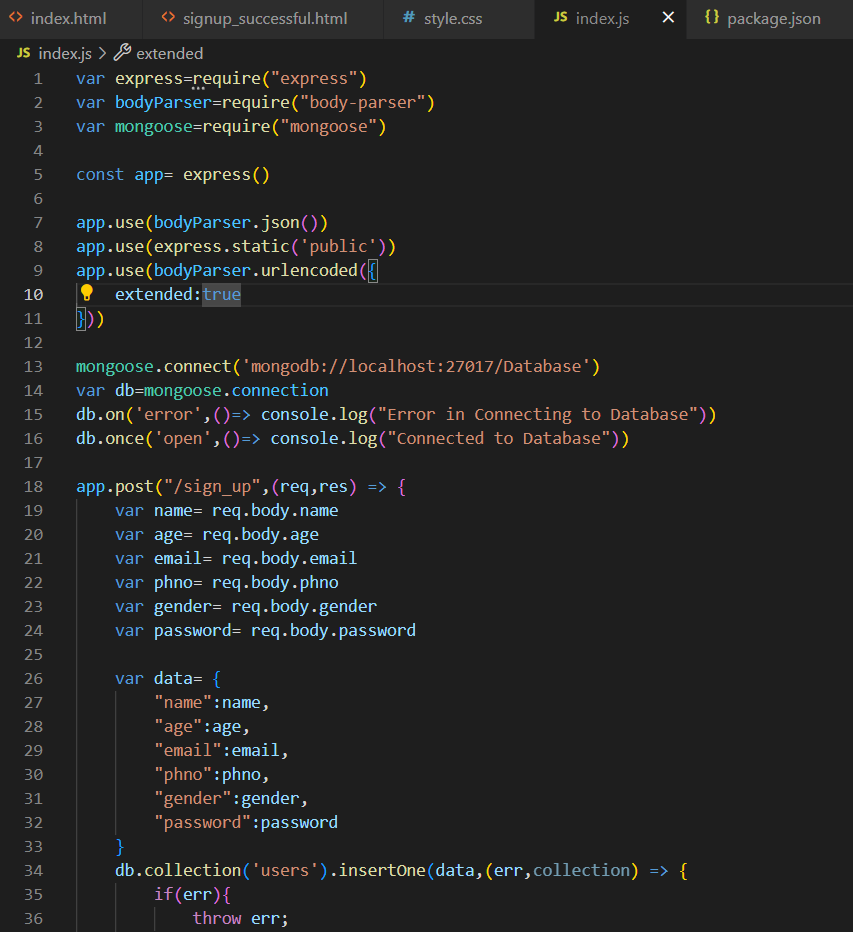 index.html signup_successful.html # style.css JS index.js × {} package.json
JS index.js > extended
1 var express=require("express")
2 var bodyParser=require("body-parser")
3 var mongoose=require("mongoose")
4
5 const app= express()
6
7 app.use(bodyParser.json())
8 app.use(express.static('public'))
9 app.use(bodyParser.urlencoded({
10     extended:true
11 }))
12
13 mongoose.connect('mongodb://localhost:27017/Database')
14 var db=mongoose.connection
15 db.on('error',()=> console.log("Error in Connecting to Database"))
16 db.once('open',()=> console.log("Connected to Database"))
17
18 app.post("/sign_up",(req,res) => {
19     var name= req.body.name
20     var age= req.body.age
21     var email= req.body.email
22     var phno= req.body.phno
23     var gender= req.body.gender
24     var password= req.body.password
25
26     var data= {
27         "name":name,
28         "age":age,
29         "email":email,
30         "phno":phno,
31         "gender":gender,
32         "password":password
33     }
34     db.collection('users').insertOne(data,(err,collection) => {
35         if(err){
36             throw err;